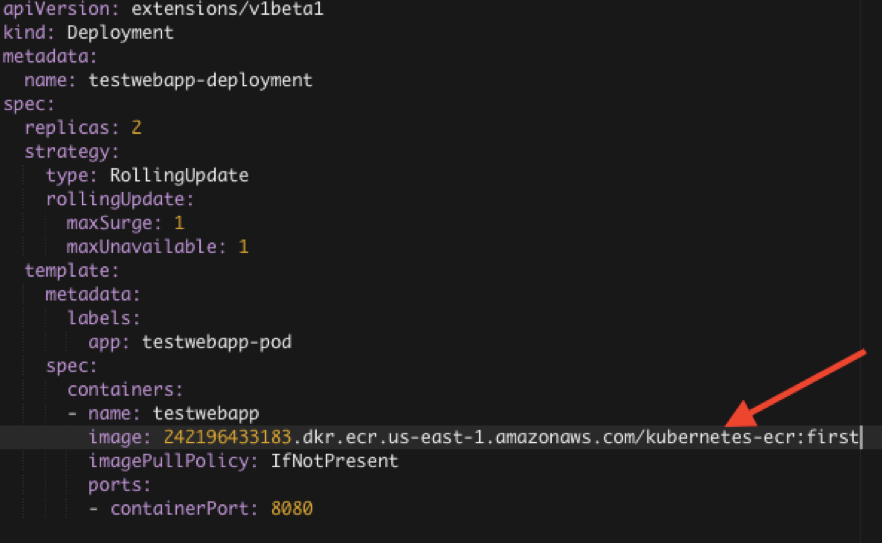 apiVersion: extensions/v1beta1
kind: Deployment
metadata:
  name: testwebapp-deployment
spec:
  replicas: 2
  strategy:
    type: RollingUpdate
    rollingUpdate:
      maxSurge: 1
      maxUnavailable: 1
  template:
    metadata:
      labels:
        app: testwebapp-pod
    spec:
      containers:
      - name: testwebapp
        image: 242196433183.dkr.ecr.us-east-1.amazonaws.com/kubernetes-ecr:first
        imagePullPolicy: IfNotPresent
        ports:
        - containerPort: 8080